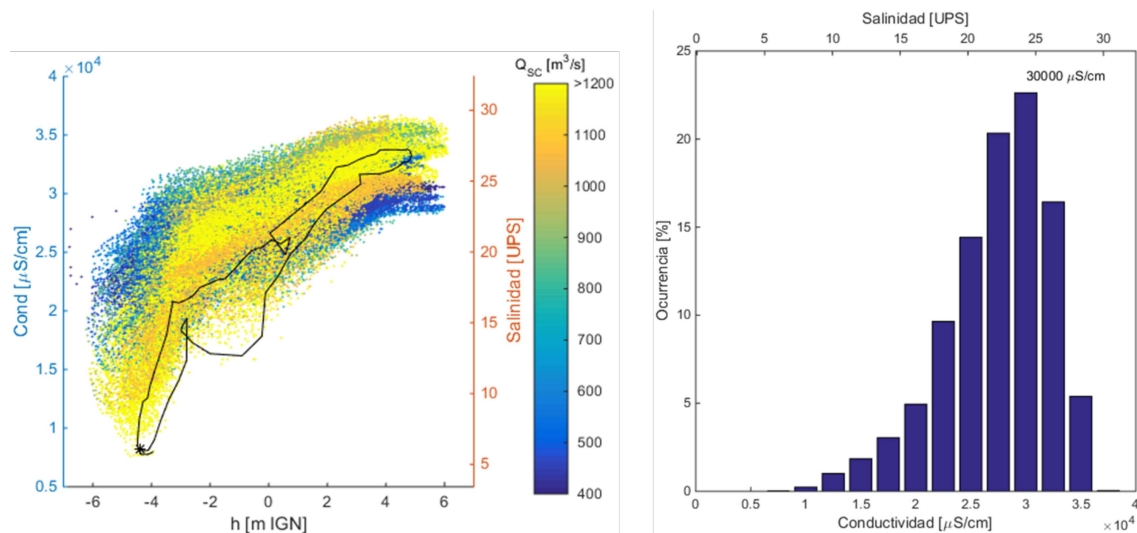 × 10⁴
4
3.5
3
2.5
2
1.5
1
0.5
Cond [μS/cm]
-6 -4 -2 0 2 4 6
h [m IGN]
30
25
20
15
10
5
Salinidad [UPS]
Q_SC [m³/s]
>1200
1100
1000
900
800
700
600
500
400
Salinidad [UPS]
0 5 10 15 20 25 30
25
20
15
10
5
0
Ocurrencia [%]
30000 μS/cm
0 0.5 1 1.5 2 2.5 3 3.5 4
Conductividad [μS/cm]
× 10⁴